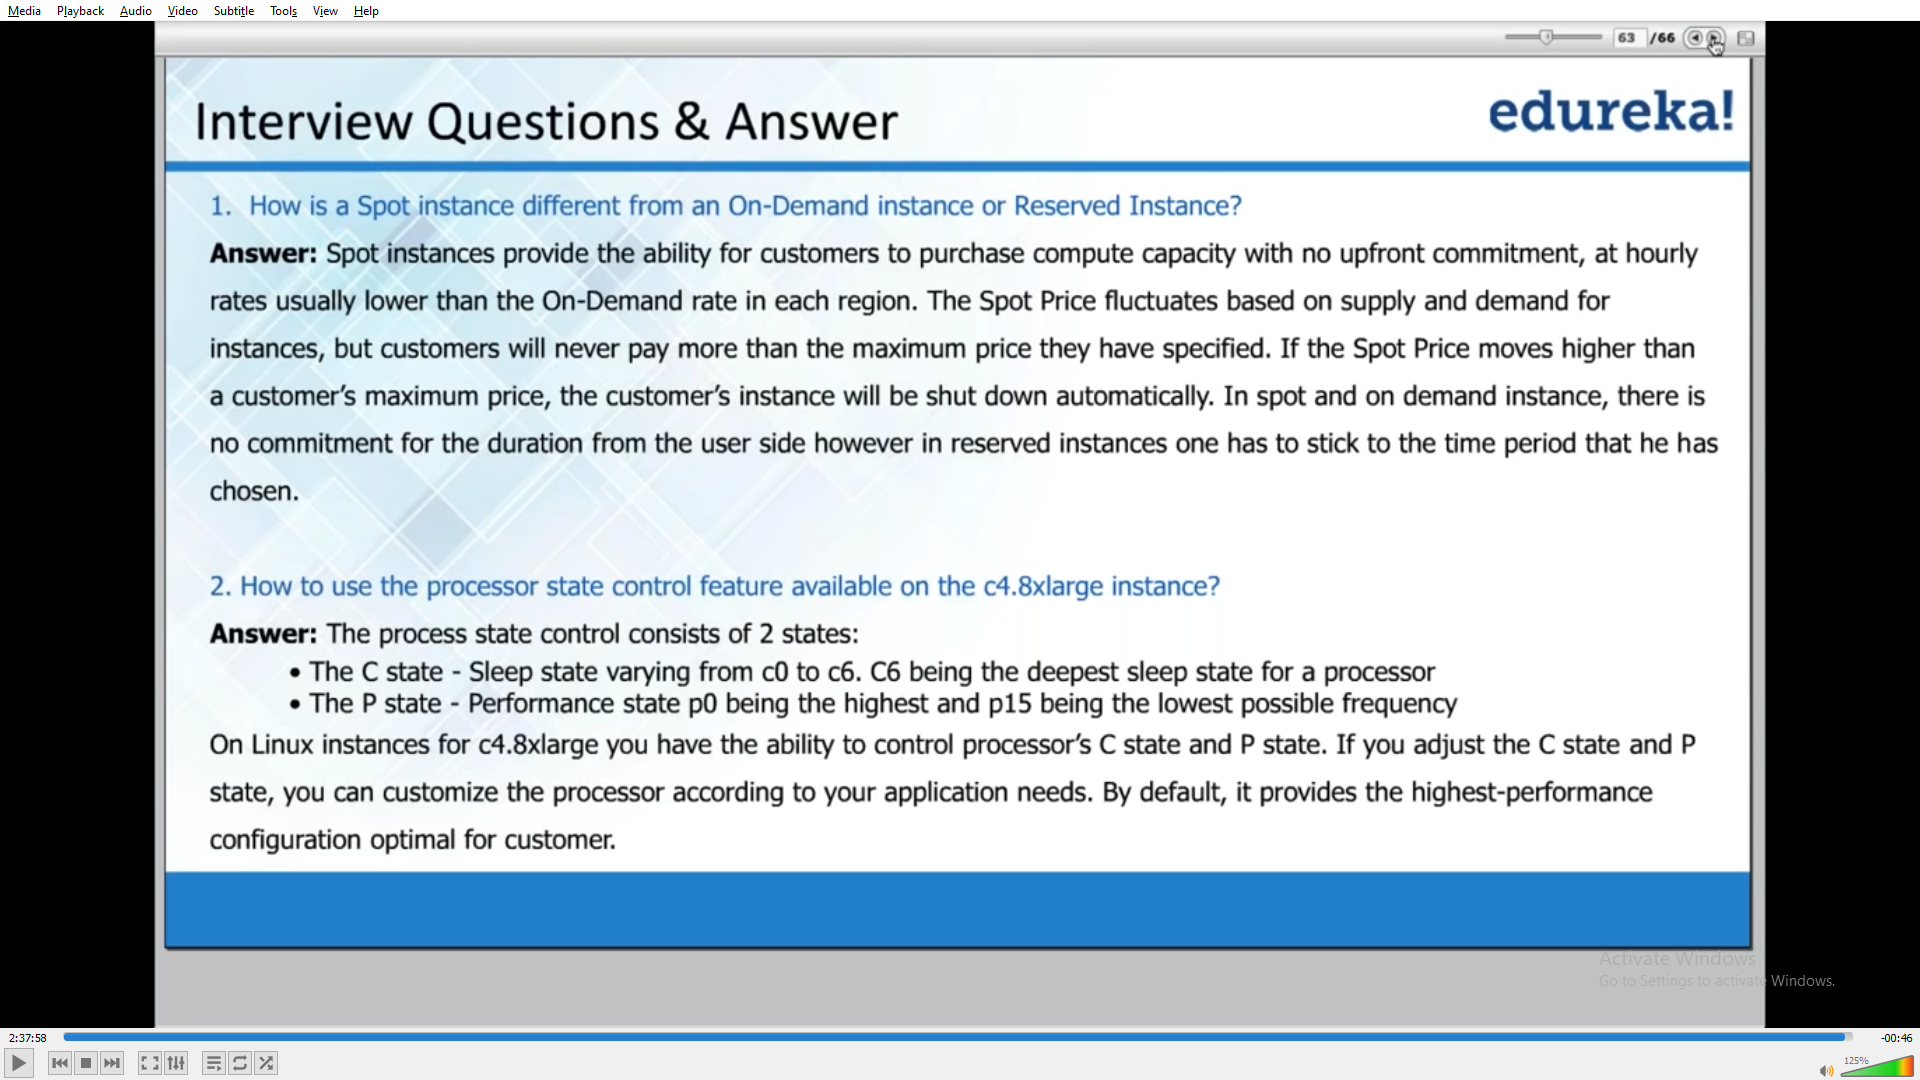 Media Playback Audio Video Subtitle Tools View Help
63 /66
Interview Questions & Answer
edureka!
1. How is a Spot instance different from an On-Demand instance or Reserved Instance?
Answer: Spot instances provide the ability for customers to purchase compute capacity with no upfront commitment, at hourly
rates usually lower than the On-Demand rate in each region. The Spot Price fluctuates based on supply and demand for
instances, but customers will never pay more than the maximum price they have specified. If the Spot Price moves higher than
a customer’s maximum price, the customer’s instance will be shut down automatically. In spot and on demand instance, there is
no commitment for the duration from the user side however in reserved instances one has to stick to the time period that he has
chosen.
2. How to use the processor state control feature available on the c4.8xlarge instance?
Answer: The process state control consists of 2 states:
• The C state - Sleep state varying from c0 to c6. C6 being the deepest sleep state for a processor
• The P state - Performance state p0 being the highest and p15 being the lowest possible frequency
On Linux instances for c4.8xlarge you have the ability to control processor’s C state and P state. If you adjust the C state and P
state, you can customize the processor according to your application needs. By default, it provides the highest-performance
configuration optimal for customer.
Activate Windows
Go to Settings to activate Windows.
2:37:58
-00:46
125%